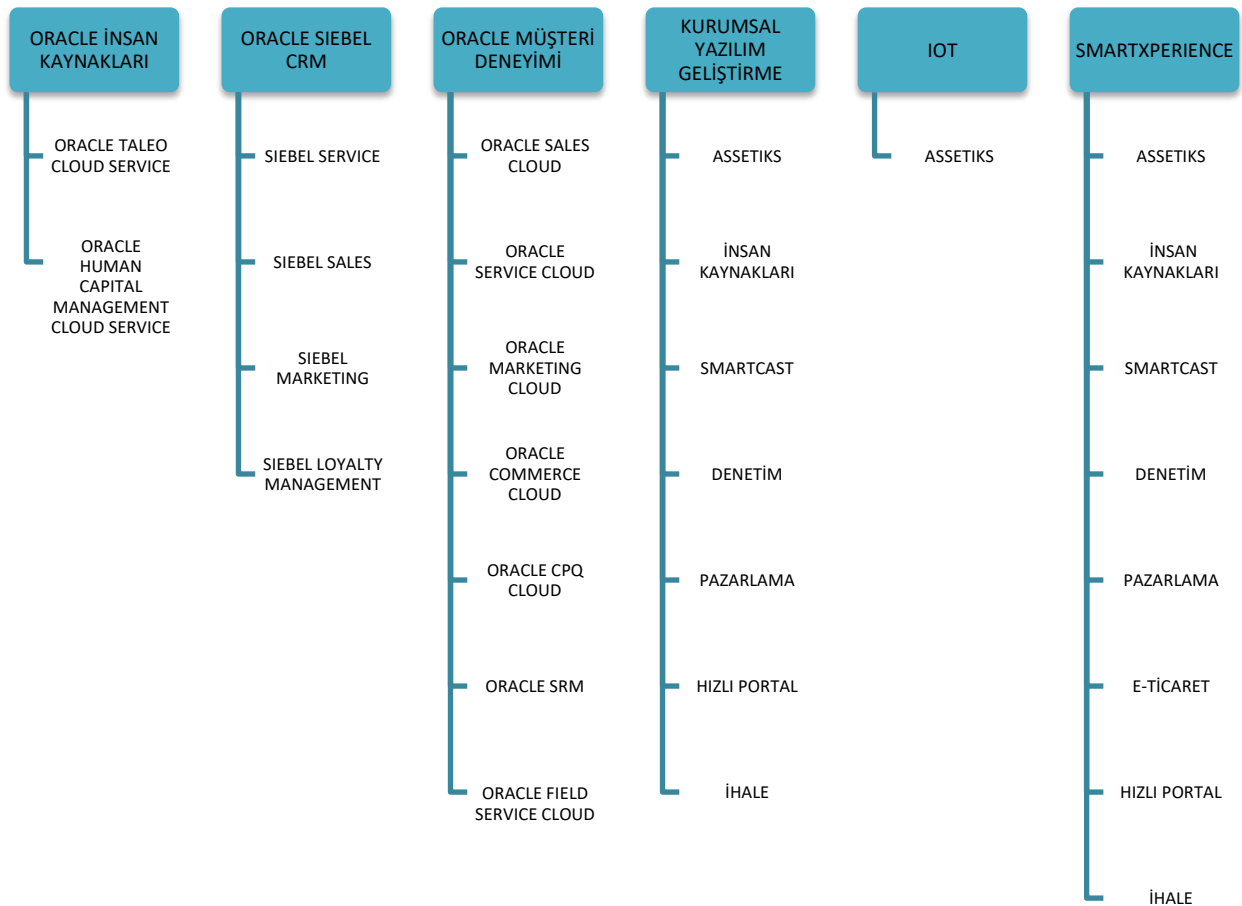 ORACLE İNSAN
KAYNAKLARI
ORACLE TALEO
CLOUD SERVICE
ORACLE
HUMAN
CAPITAL
MANAGEMENT
CLOUD SERVICE
ORACLE SIEBEL
CRM
SIEBEL SERVICE
SIEBEL SALES
SIEBEL
MARKETING
SIEBEL LOYALTY
MANAGEMENT
ORACLE MÜŞTERİ
DENEYİMİ
ORACLE SALES
CLOUD
ORACLE
SERVICE CLOUD
ORACLE
MARKETING
CLOUD
ORACLE
COMMERCE
CLOUD
ORACLE CPQ
CLOUD
ORACLE SRM
ORACLE FIELD
SERVICE CLOUD
KURUMSAL
YAZILIM
GELİŞTİRME
ASSETIKS
İNSAN
KAYNAKLARI
SMARTCAST
DENETİM
PAZARLAMA
HIZLI PORTAL
İHALE
IOT
ASSETIKS
SMARTXPERIENCE
ASSETIKS
İNSAN
KAYNAKLARI
SMARTCAST
DENETİM
PAZARLAMA
E-TİCARET
HIZLI PORTAL
İHALE